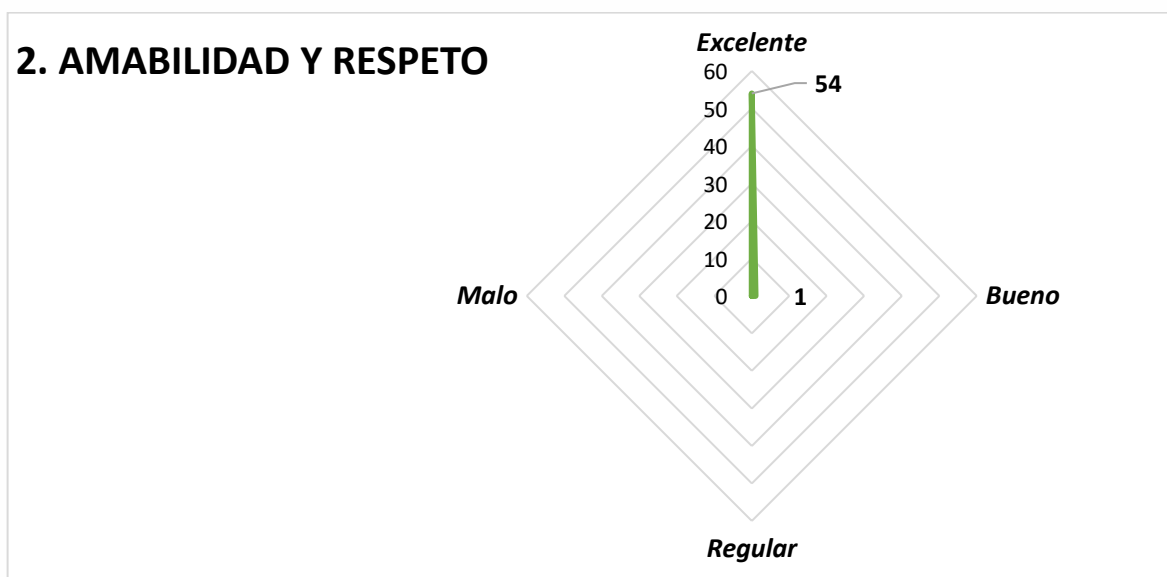 2. AMABILIDAD Y RESPETO
Excelente
60
54
50
40
30
20
10
Malo
0
1
Bueno
Regular